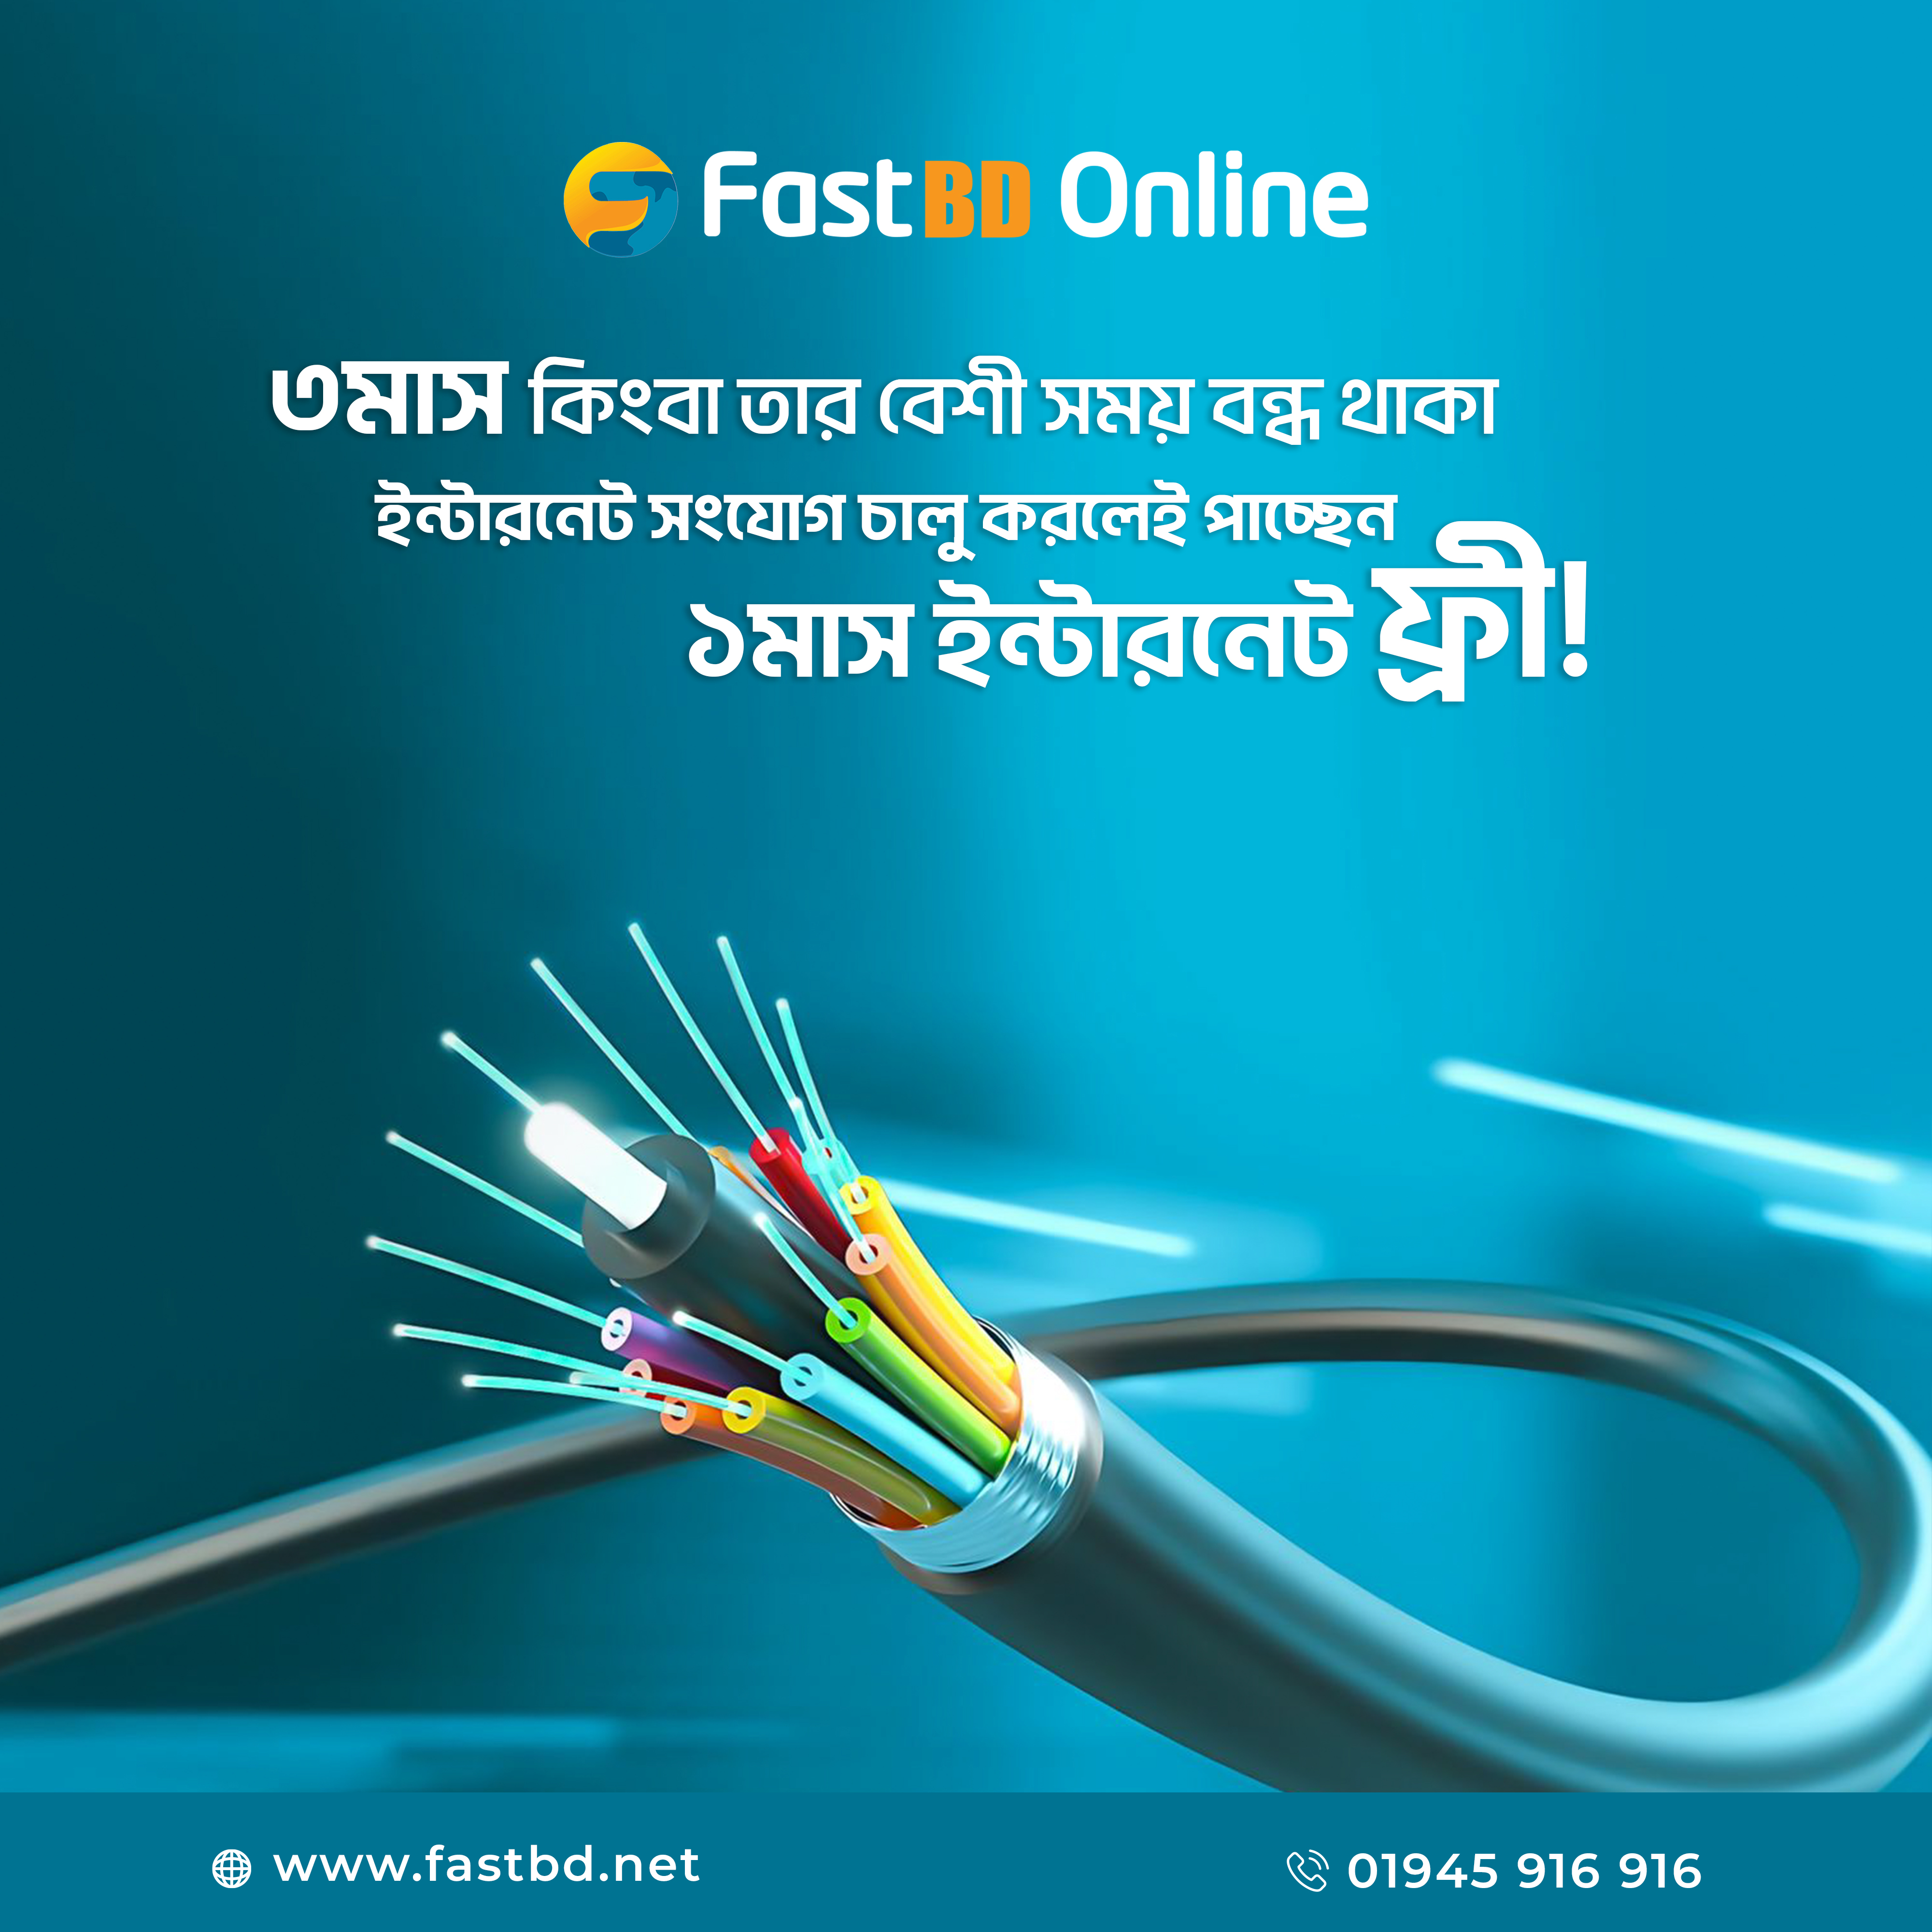 FastBD Online
৩মাস কিংবা তার বেশী সময় বন্ধ থাকা
ইন্টারনেট সংযোগ চালু করলেই পাচ্ছেন
১মাস ইন্টারনেট ফ্রী!
www.fastbd.net
01945 916 916